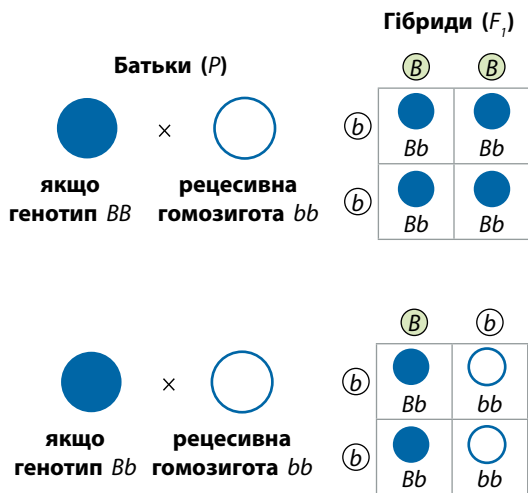 Гібриди (F₁)
Батьки (P)
B B
×
b
Bb Bb
якщо генотип BB
рецесивна гомозигота bb
b
Bb Bb
B b
×
b
Bb bb
якщо генотип Bb
рецесивна гомозигота bb
b
Bb bb